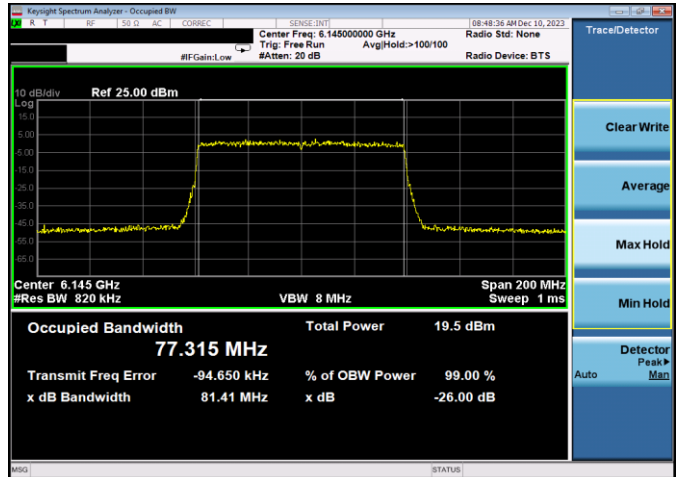 Keysight Spectrum Analyzer - Occupied BW
R T RF 50 Ω AC CORREC SENSE:INT 08:48:36 AM Dec 10, 2023
Center Freq: 6.145000000 GHz Radio Std: None
Trig: Free Run Avg|Hold:>100/100
#IFGain:Low #Atten: 20 dB Radio Device: BTS
10 dB/div Ref 25.00 dBm
Log
15.0
5.00
-5.00
-15.0
-25.0
-35.0
-45.0
-55.0
-65.0
Center 6.145 GHz Span 200 MHz
#Res BW 820 kHz VBW 8 MHz Sweep 1 ms
Occupied Bandwidth Total Power 19.5 dBm
77.315 MHz
Transmit Freq Error -94.650 kHz % of OBW Power 99.00 %
x dB Bandwidth 81.41 MHz x dB -26.00 dB
Trace/Detector
Clear Write
Average
Max Hold
Min Hold
Detector
Peak▶
Auto Man
MSG STATUS